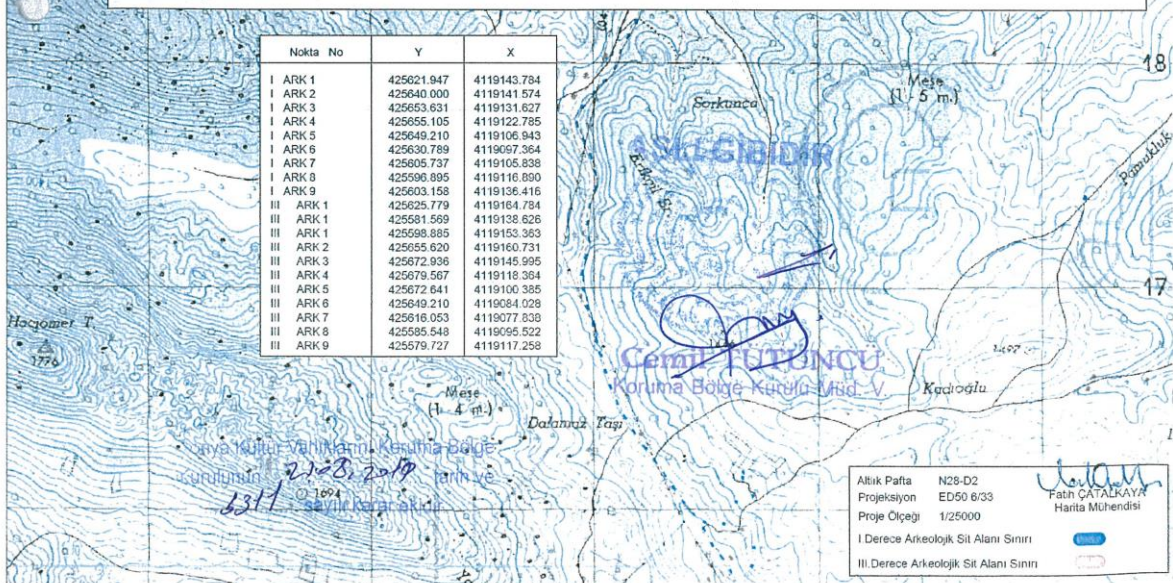 Nokta No Y X
I ARK 1 425621.947 4119143.784
I ARK 2 425640.000 4119141.574
I ARK 3 425653.631 4119131.627
I ARK 4 425655.105 4119122.785
I ARK 5 425649.210 4119106.943
I ARK 6 425630.789 4119097.364
I ARK 7 425605.737 4119105.838
I ARK 8 425596.895 4119116.890
I ARK 9 425603.158 4119136.416
III ARK 1 425625.779 4119164.784
III ARK 1 425581.569 4119138.626
III ARK 1 425598.885 4119153.363
III ARK 2 425655.620 4119160.731
III ARK 3 425672.936 4119145.995
III ARK 4 425679.567 4119118.364
III ARK 5 425672.641 4119100.385
III ARK 6 425649.210 4119084.028
III ARK 7 425616.053 4119077.838
III ARK 8 425585.548 4119095.522
III ARK 9 425579.727 4119117.258
18
Meşe
(1 - 5 m.)
Sorkunca
ASLI GİBİDİR
Pamukluk
17
Hacıömer T.
1776
Cemil TÜTÜNCÜ
Koruma Bölge Kurulu Müd. V.
Kadıoğlu
Meşe
(1 4 m.)
Dalamaz Taşı
Kültür Varlıklarını Koruma Bölge
tarih ve
6311 sayılı karar ekidir.
1694
Altlık Pafta N28-D2
Projeksiyon ED50 6/33
Proje Ölçeği 1/25000
Fatih ÇATALKAYA
Harita Mühendisi
I.Derece Arkeolojik Sit Alanı Sınırı
III.Derece Arkeolojik Sit Alanı Sınırı